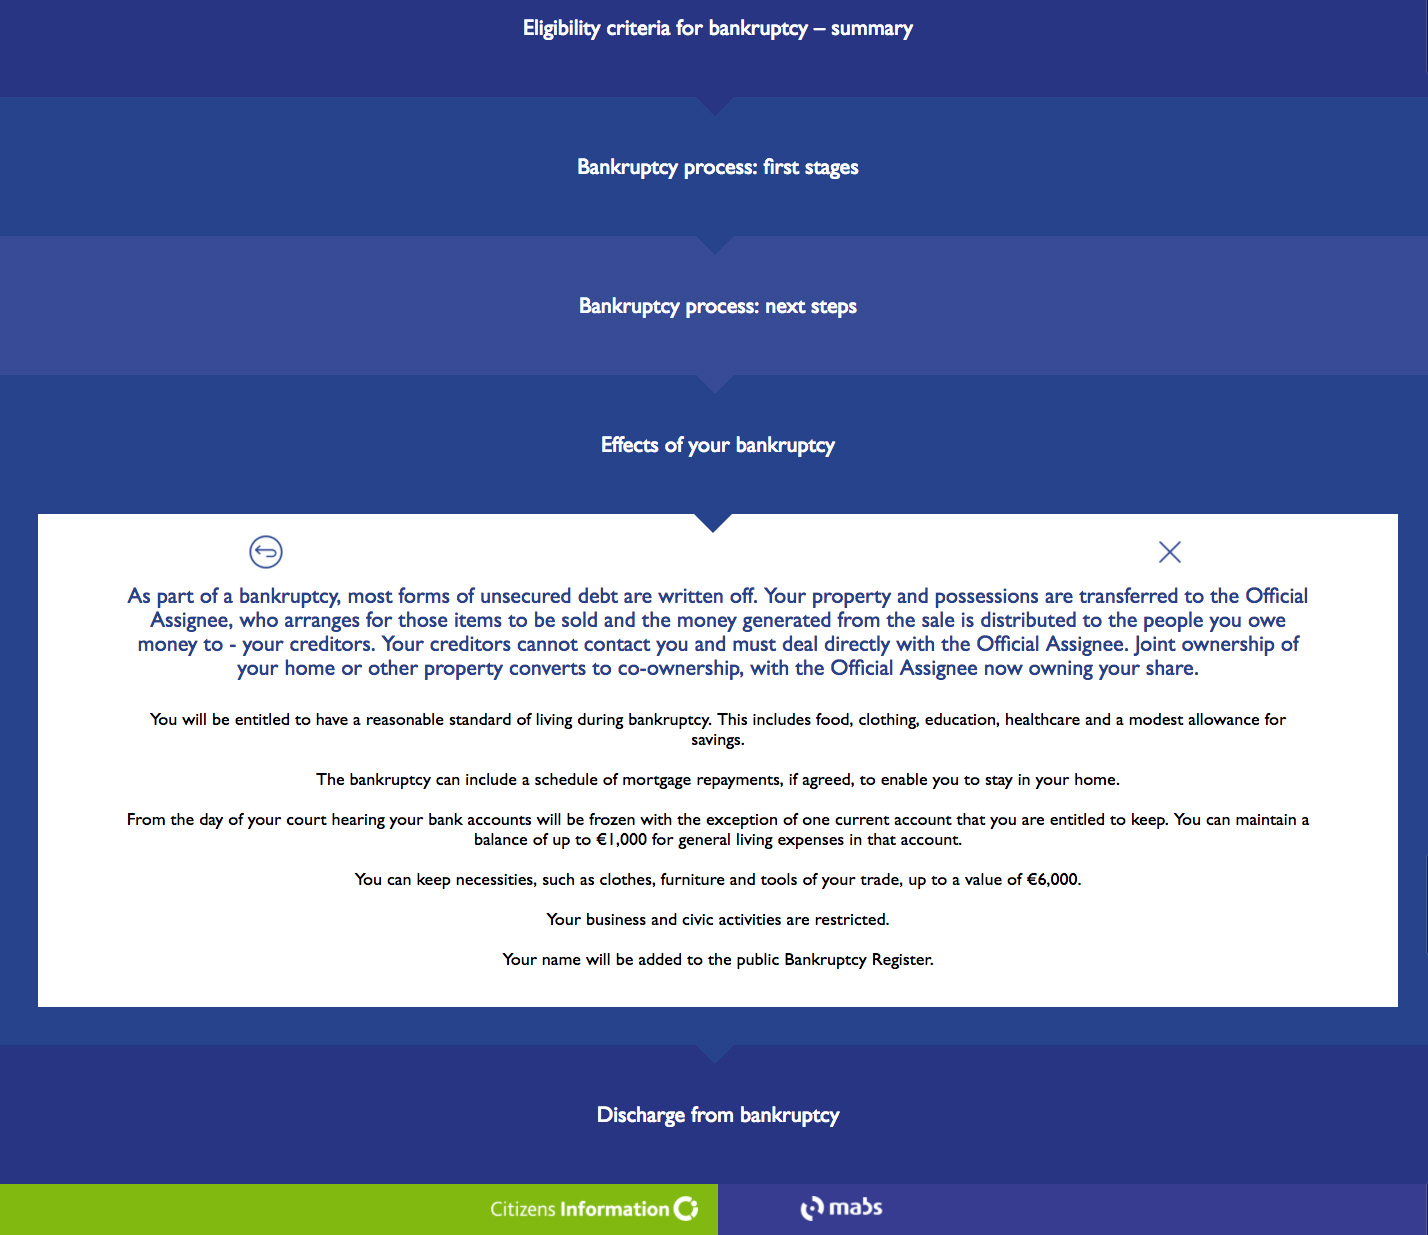 Eligibility criteria for bankruptcy – summary
Bankruptcy process: first stages
Bankruptcy process: next steps
Effects of your bankruptcy
As part of a bankruptcy, most forms of unsecured debt are written off. Your property and possessions are transferred to the Official
Assignee, who arranges for those items to be sold and the money generated from the sale is distributed to the people you owe
money to - your creditors. Your creditors cannot contact you and must deal directly with the Official Assignee. Joint ownership of
your home or other property converts to co-ownership, with the Official Assignee now owning your share.
You will be entitled to have a reasonable standard of living during bankruptcy. This includes food, clothing, education, healthcare and a modest allowance for
savings.
The bankruptcy can include a schedule of mortgage repayments, if agreed, to enable you to stay in your home.
From the day of your court hearing your bank accounts will be frozen with the exception of one current account that you are entitled to keep. You can maintain a
balance of up to €1,000 for general living expenses in that account.
You can keep necessities, such as clothes, furniture and tools of your trade, up to a value of €6,000.
Your business and civic activities are restricted.
Your name will be added to the public Bankruptcy Register.
Discharge from bankruptcy
Citizens Information
mabs